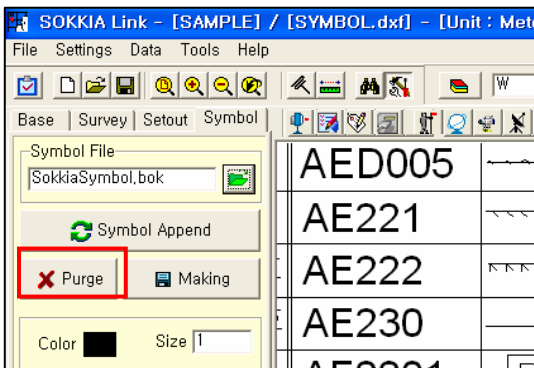 SOKKIA Link - [SAMPLE] / [SYMBOL.dxf] - [Unit : Mete
File Settings Data Tools Help
W
Base Survey Setout Symbol
Symbol File
SokkiaSymbol,bok
Symbol Append
Purge Making
Color Size 1
AED005
AE221
AE222
AE230